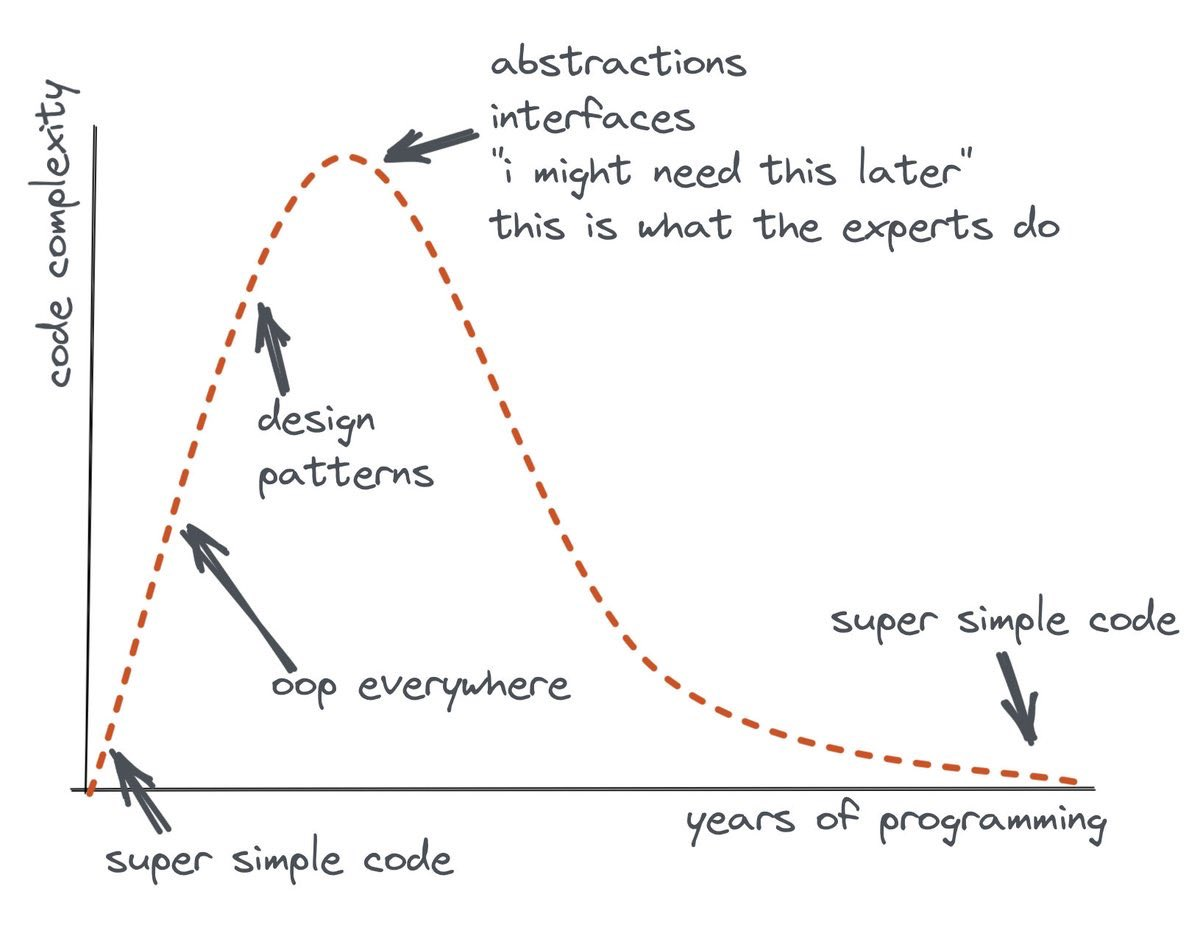 abstractions
interfaces
"i might need this later"
this is what the experts do
code complexity
design
patterns
oop everywhere
super simple code
years of programming
super simple code